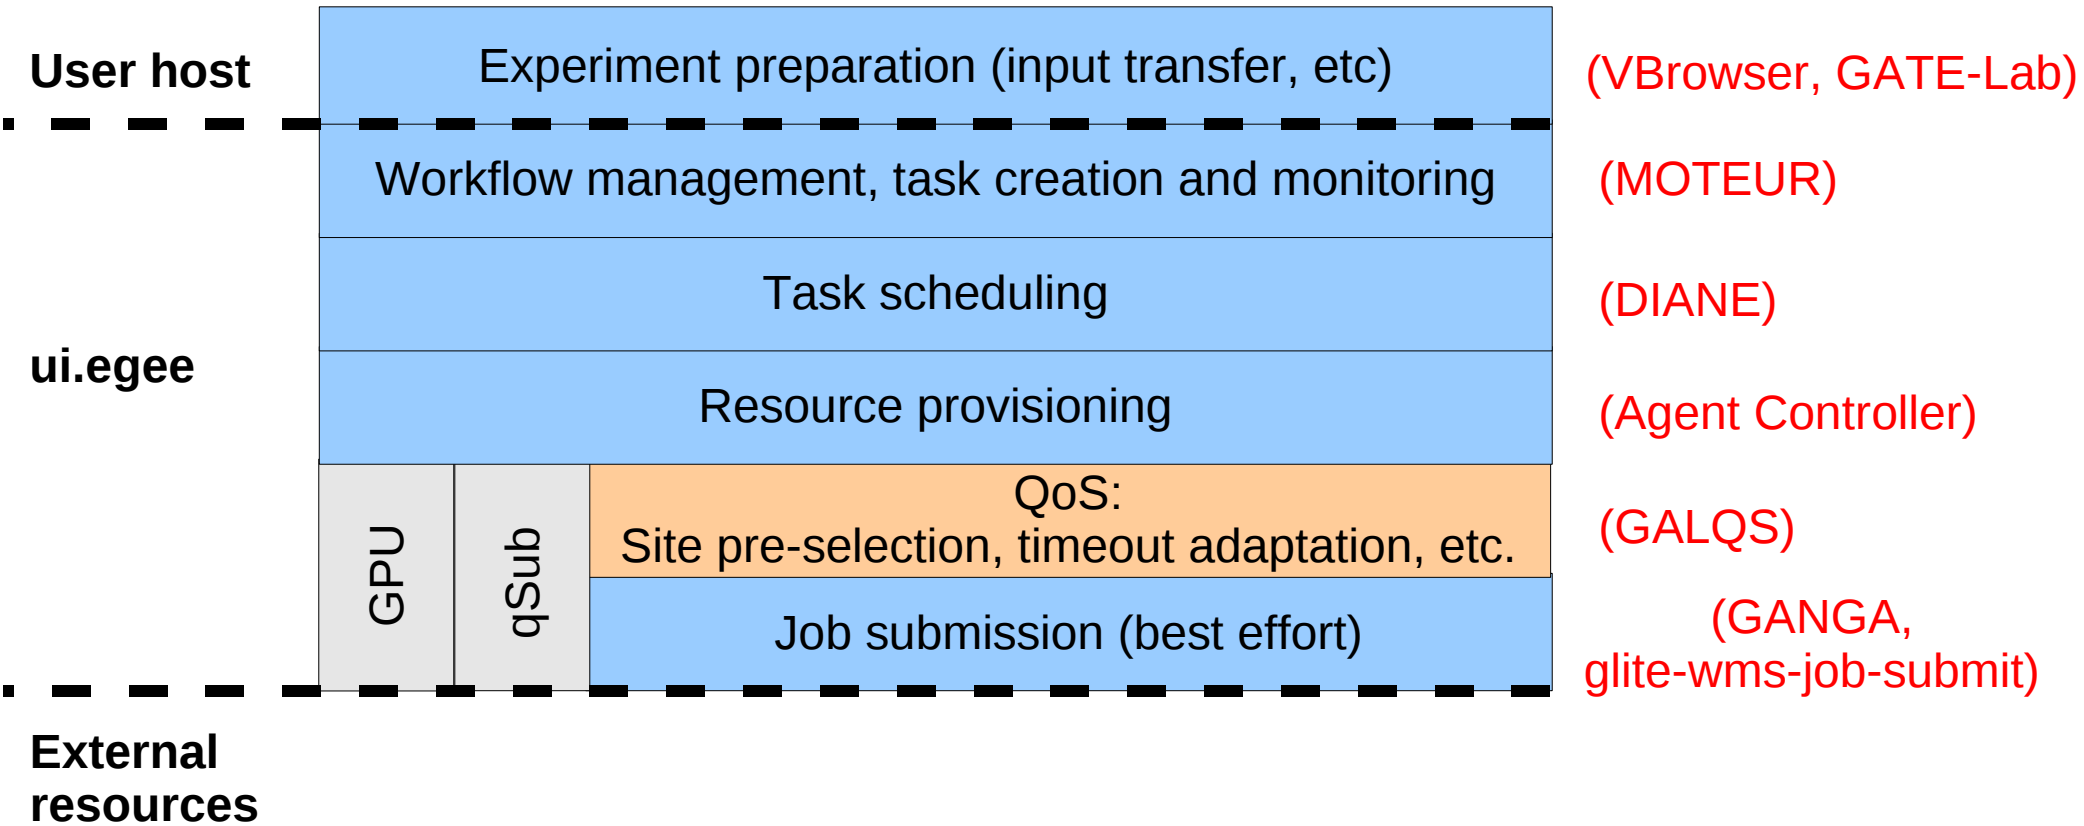 User host
Experiment preparation (input transfer, etc)
(VBrowser, GATE-Lab)
Workflow management, task creation and monitoring
(MOTEUR)
Task scheduling
(DIANE)
ui.egee
Resource provisioning
(Agent Controller)
GPU
qSub
QoS:
Site pre-selection, timeout adaptation, etc.
(GALQS)
Job submission (best effort)
(GANGA,
glite-wms-job-submit)
External
resources